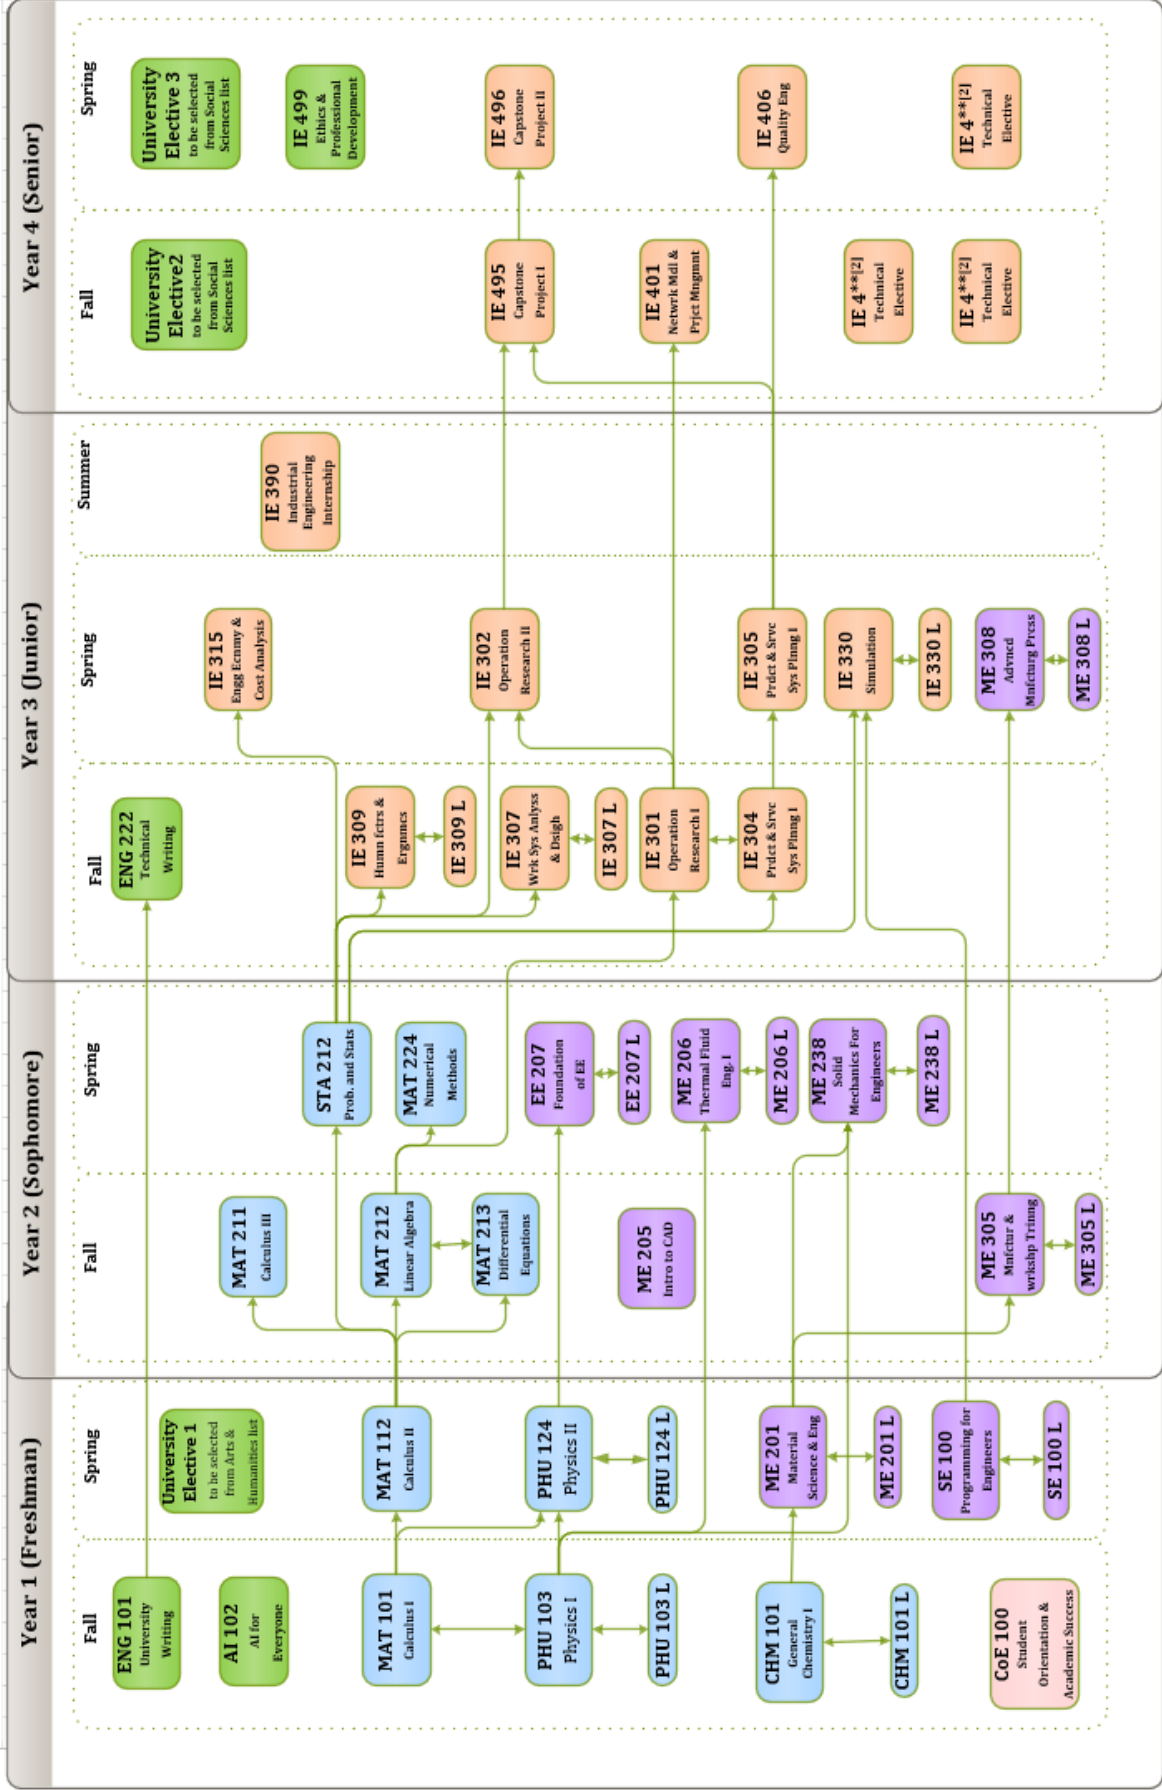 Year 1 (Freshman)
Fall
ENG 101
University
Writing
AI 102
AI for
Everyone
MAT 101
Calculus I
PHU 103
Physics I
PHU 103 L
CHM 101
General
Chemistry I
CHM 101 L
CoE 100
Student
Orientation &
Academic Success
Spring
University
Elective 1
to be selected
from Arts &
Humanities list
MAT 112
Calculus II
PHU 124
Physics II
PHU 124 L
ME 201
Material
Science & Eng
ME 201 L
SE 100
Programming for
Engineers
SE 100 L
Year 2 (Sophomore)
Fall
MAT 211
Calculus III
MAT 212
Linear Algebra
MAT 213
Differential
Equations
ME 205
Intro to CAD
ME 305
Mnfctur &
wrkshp Trinng
ME 305 L
Spring
STA 212
Prob. and Stats
MAT 224
Numerical
Methods
EE 207
Foundation
of EE
EE 207 L
ME 206
Thermal Fluid
Eng. I
ME 206 L
ME 238
Solid
Mechanics For
Engineers
ME 238 L
Year 3 (Junior)
Fall
ENG 222
Technical
Writing
IE 309
Humn fctrs &
Ergnmcs
IE 309 L
IE 307
Wrk Sys Anlyss
& Dsigh
IE 307 L
IE 301
Operation
Research I
IE 304
Prdct & Srvc
Sys Plnng I
Spring
IE 315
Engg Ecnmy &
Cost Analysis
IE 302
Operation
Research II
IE 305
Prdct & Srvc
Sys Plnng I
IE 330
Simulation
IE 330 L
ME 308
Advncd
Mnfcturg Prcss
ME 308 L
Summer
IE 390
Industrial
Engineering
Internship
Year 4 (Senior)
Fall
University
Elective2
to be selected
from Social
Sciences list
IE 495
Capstone
Project I
IE 401
Netwrk Mdl &
Prjct Mngmnt
IE 4**[2]
Technical
Elective
IE 4**[2]
Technical
Elective
Spring
University
Elective 3
to be selected
from Social
Sciences list
IE 499
Ethics &
Professional
Development
IE 496
Capstone
Project II
IE 406
Quality Eng
IE 4**[2]
Technical
Elective